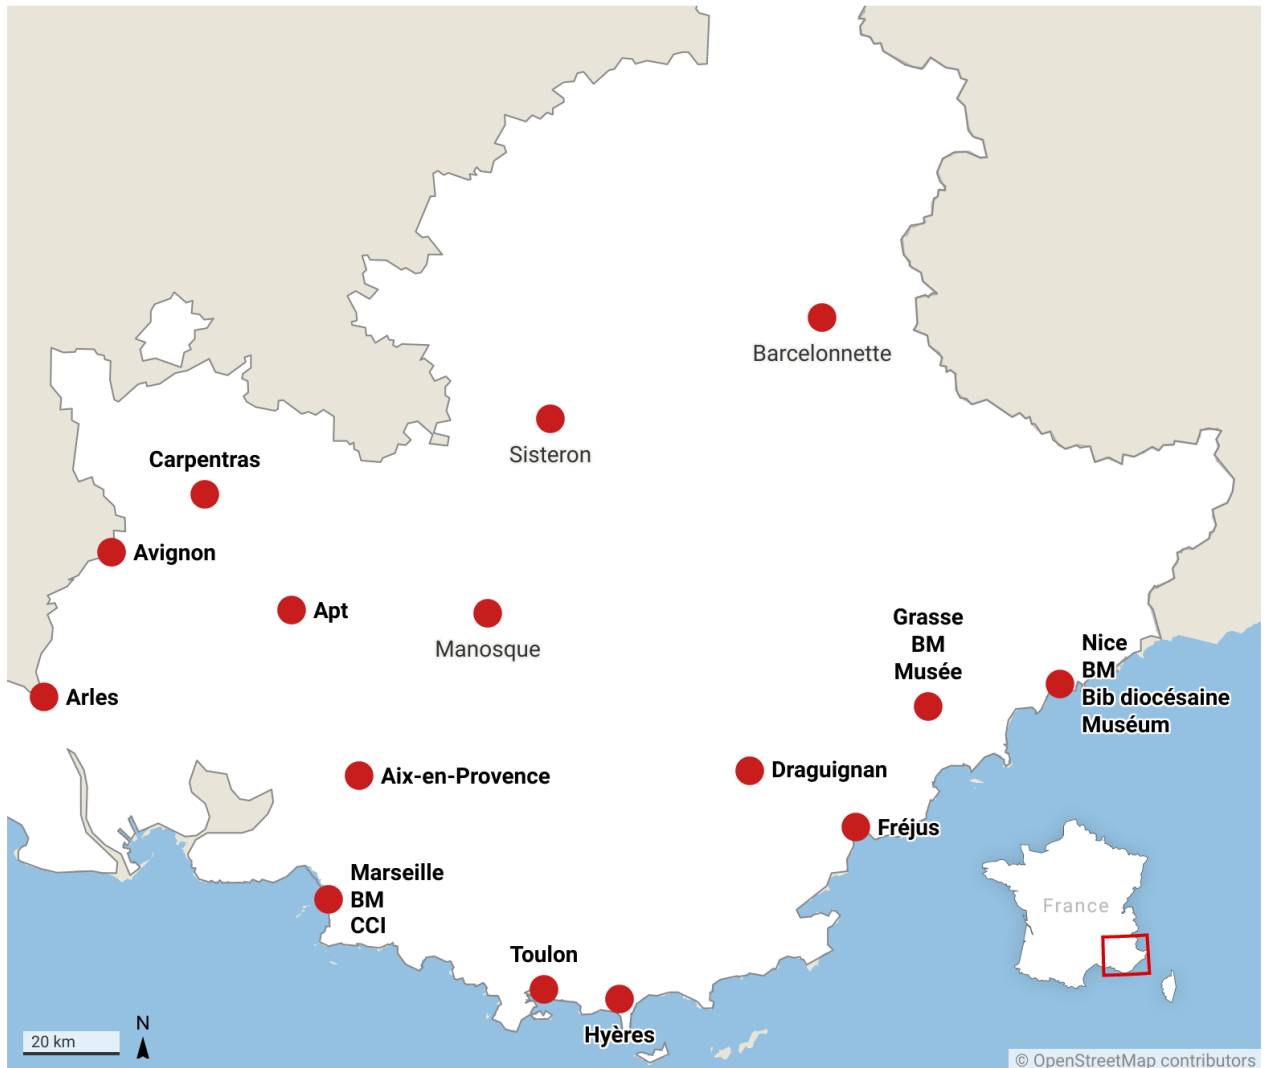 Barcelonnette
Sisteron
Carpentras
Avignon
Apt
Manosque
Grasse
BM
Musée
Nice
BM
Bib diocésaine
Muséum
Arles
Aix-en-Provence
Draguignan
Fréjus
Marseille
BM
CCI
France
Toulon
Hyères
N
20 km
© OpenStreetMap contributors